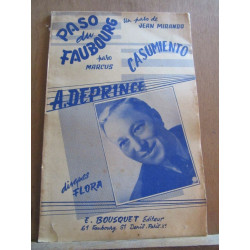 PASO
du
FAUBOURG
paso
MARCUS
Un paso de
JEAN MIRANDO
CASUMIENTO
A. DEPRINCE
disques
FLORA
E. BOUSQUET Editeur
61 Faubourg St Denis. Paris. X°